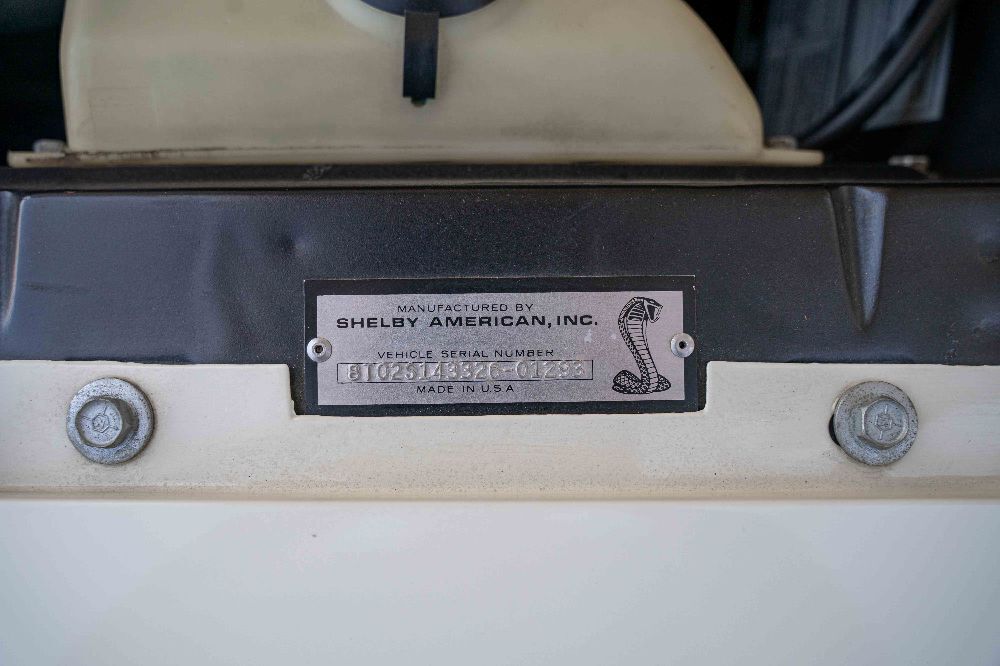 MANUFACTURED BY
SHELBY AMERICAN, INC.
VEHICLE SERIAL NUMBER
8T02S143326-01293
MADE IN U.S.A